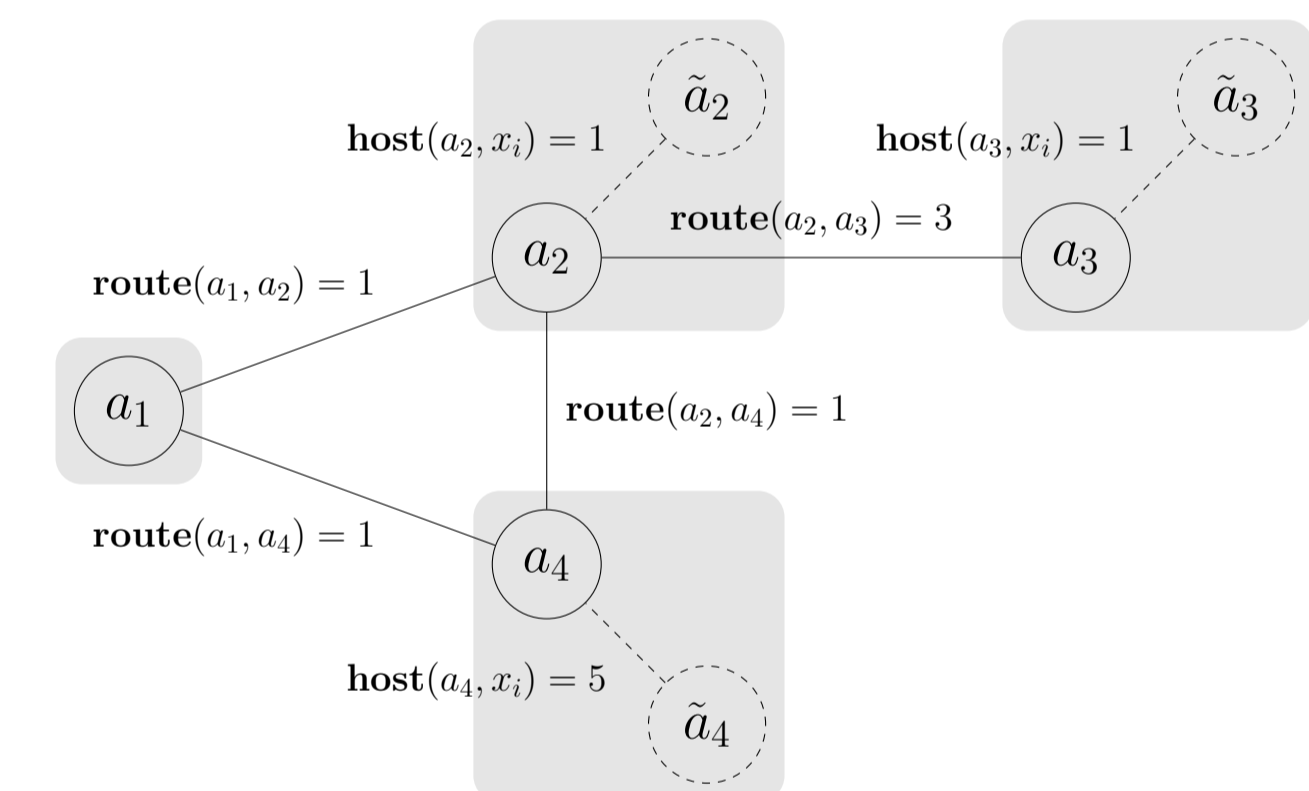 ã₂
ã₃
host(a₂, xᵢ) = 1
host(a₃, xᵢ) = 1
route(a₂, a₃) = 3
a₂
a₃
route(a₁, a₂) = 1
a₁
route(a₂, a₄) = 1
route(a₁, a₄) = 1
a₄
host(a₄, xᵢ) = 5
ã₄